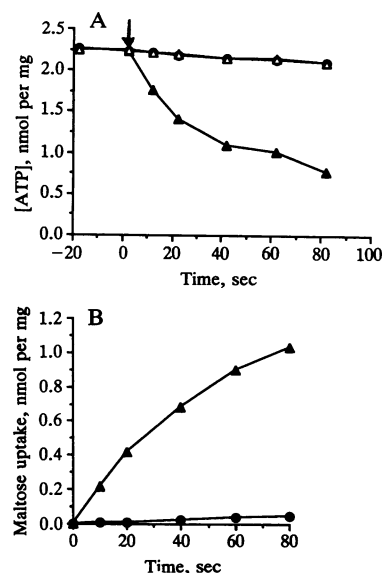 A
[ATP], nmol per mg
2.5
2.0
1.5
1.0
0.5
0.0
−20 0 20 40 60 80 100
Time, sec
B
Maltose uptake, nmol per mg
1.2
1.0
0.8
0.6
0.4
0.2
0.0
0 20 40 60 80
Time, sec